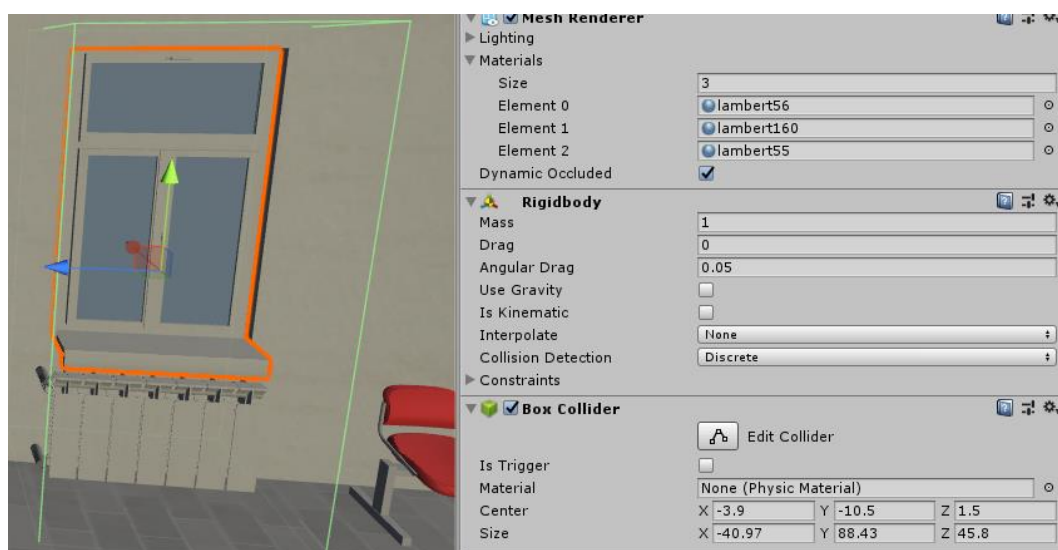 Mesh Renderer
Lighting
Materials
Size 3
Element 0 lambert56
Element 1 lambert160
Element 2 lambert55
Dynamic Occluded
Rigidbody
Mass 1
Drag 0
Angular Drag 0.05
Use Gravity
Is Kinematic
Interpolate None
Collision Detection Discrete
Constraints
Box Collider
Edit Collider
Is Trigger
Material None (Physic Material)
Center X -3.9 Y -10.5 Z 1.5
Size X -40.97 Y 88.43 Z 45.8